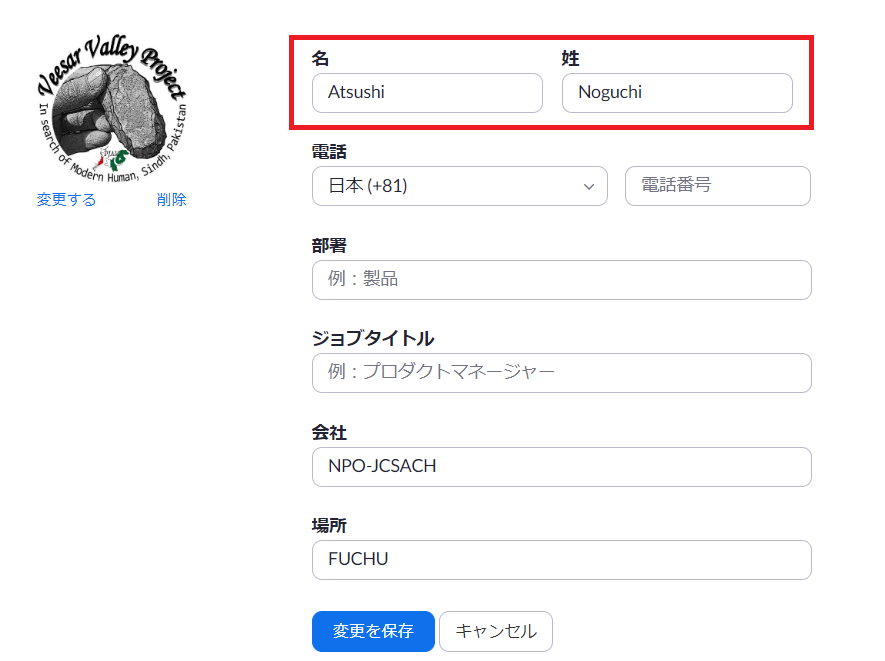 Veesar Valley Project
In search of Modern Human, Sindh, Pakistan
変更する 削除
名 姓
Atsushi Noguchi
電話
日本 (+81) 電話番号
部署
例：製品
ジョブタイトル
例：プロダクトマネージャー
会社
NPO-JCSACH
場所
FUCHU
変更を保存 キャンセル